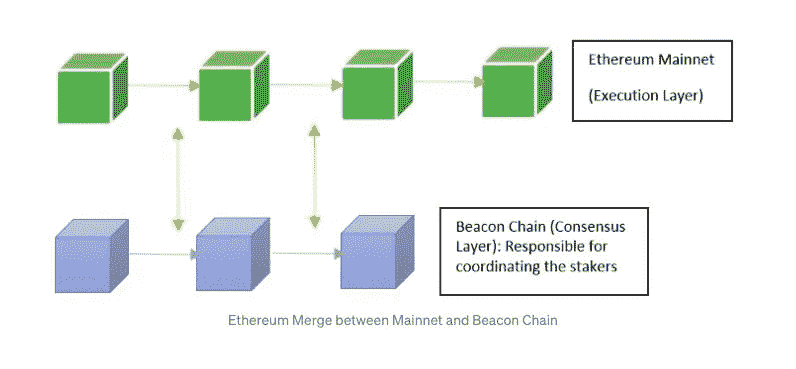 Ethereum Mainnet
(Execution Layer)
Beacon Chain (Consensus
Layer): Responsible for
coordinating the stakers
Ethereum Merge between Mainnet and Beacon Chain